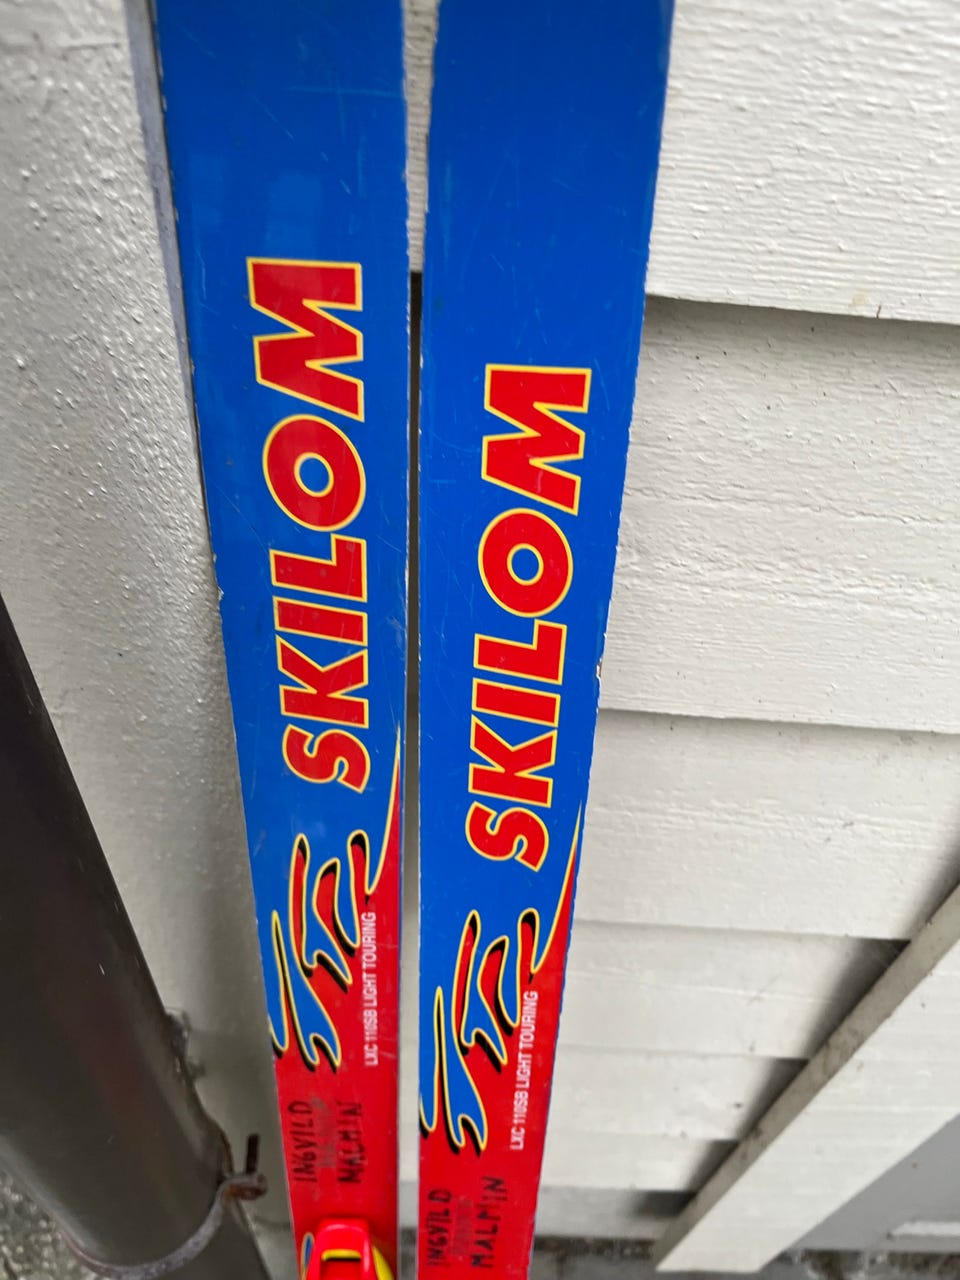 SKILOM
LXC 110SB LIGHT TOURING
INGVILD
MALMIN
SKILOM
LXC 110SB LIGHT TOURING
INGVILD
MALMIN